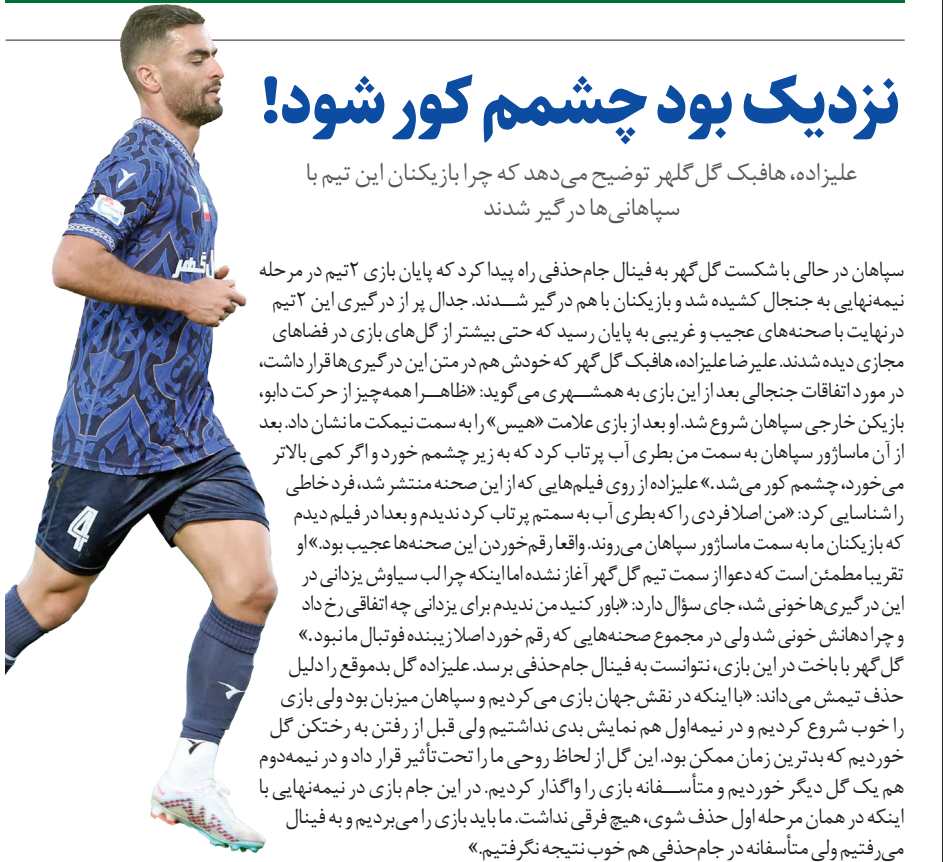 نزدیک بود چشمم کور شود!
علیزاده، هافبک گل‌گلهر توضیح می‌دهد که چرا بازیکنان این تیم با
سپاهانی‌ها درگیر شدند
سپاهان در حالی با شکست گل‌گهر به فینال جام‌حذفی راه پیدا کرد که پایان بازی ۲تیم در مرحله
نیمه‌نهایی به جنجال کشیده شد و بازیکنان با هم درگیر شـــدند. جدال پر از درگیری این ۲تیم
درنهایت با صحنه‌های عجیب و غریبی به پایان رسید که حتی بیشتر از گل‌های بازی در فضاهای
مجازی دیده شدند. علیرضا علیزاده، هافبک گل‌گهر که خودش هم در متن این درگیری‌ها قرار داشت،
در مورد اتفاقات جنجالی بعد از این بازی به همشـــهری می‌گوید: «ظاهـــرا همه‌چیز از حرکت دابو،
بازیکن خارجی سپاهان شروع شد. او بعد از بازی علامت «هیس» را به سمت نیمکت ما نشان داد. بعد
از آن ماساژور سپاهان به سمت من بطری آب پرتاب کرد که به زیر چشمم خورد و اگر کمی بالاتر
می‌خورد، چشمم کور می‌شد.» علیزاده از روی فیلم‌هایی که از این صحنه منتشر شد، فرد خاطی
را شناسایی کرد: «من اصلا فردی را که بطری آب به سمتم پرتاب کرد ندیدم و بعدا در فیلم دیدم
که بازیکنان ما به سمت ماساژور سپاهان می‌روند. واقعا رقم‌خوردن این صحنه‌ها عجیب بود.» او
تقریبا مطمئن است که دعوا از سمت تیم گل‌گهر آغاز نشده اما اینکه چرا لب سیاوش یزدانی در
این درگیری‌ها خونی شد، جای سؤال دارد: «باور کنید من ندیدم برای یزدانی چه اتفاقی رخ داد
و چرا دهانش خونی شد ولی در مجموع صحنه‌هایی که رقم خورد اصلا زیبنده فوتبال ما نبود.»
گل‌گهر با باخت در این بازی، نتوانست به فینال جام‌حذفی برسد. علیزاده گل بدموقع را دلیل
حذف تیمش می‌داند: «با اینکه در نقش‌جهان بازی می‌کردیم و سپاهان میزبان بود ولی بازی
را خوب شروع کردیم و در نیمه‌اول هم نمایش بدی نداشتیم ولی قبل از رفتن به رختکن گل
خوردیم که بدترین زمان ممکن بود. این گل از لحاظ روحی ما را تحت‌تأثیر قرار داد و در نیمه‌دوم
هم یک گل دیگر خوردیم و متأســـفانه بازی را واگذار کردیم. در این جام بازی در نیمه‌نهایی با
اینکه در همان مرحله اول حذف شوی، هیچ فرقی نداشت. ما باید بازی را می‌بردیم و به فینال
می‌رفتیم ولی متأسفانه در جام‌حذفی هم خوب نتیجه نگرفتیم.»
4